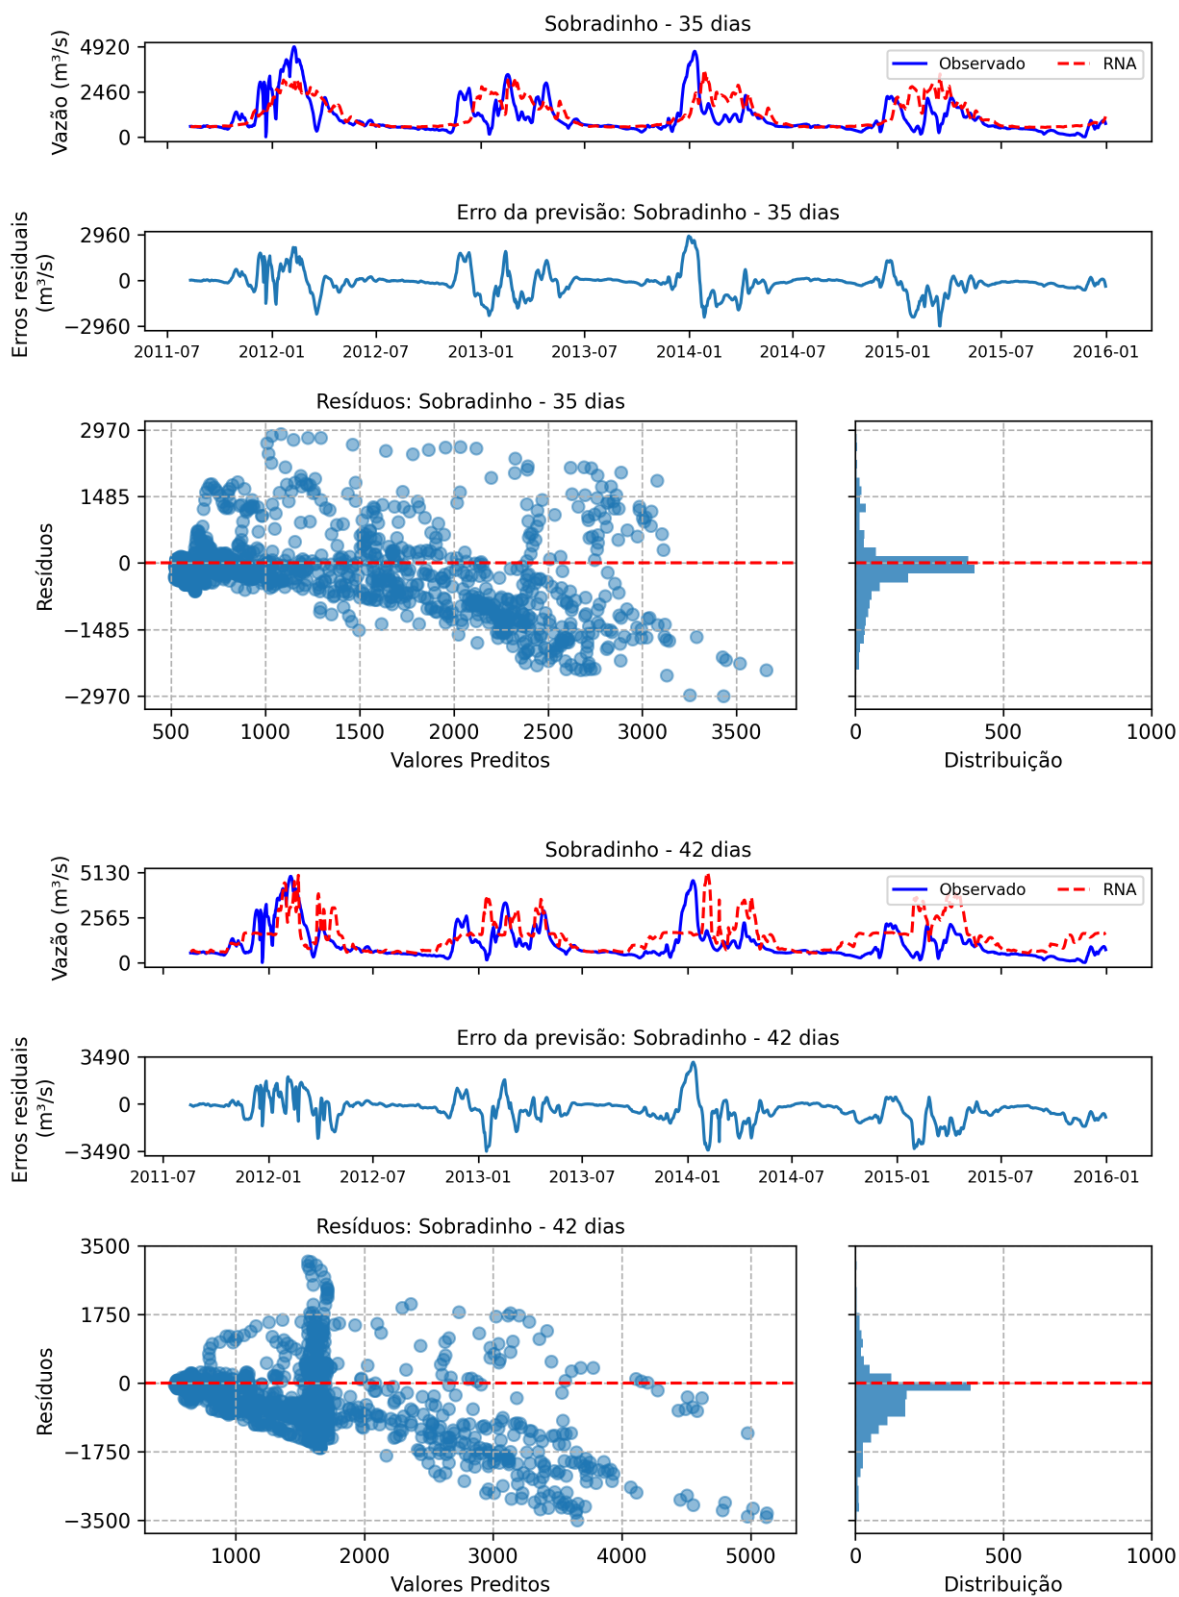 Sobradinho - 35 dias
Vazão (m³/s)
4920
2460
0
Observado
RNA
Erro da previsão: Sobradinho - 35 dias
Erros residuais
(m³/s)
2960
0
−2960
2011-07 2012-01 2012-07 2013-01 2013-07 2014-01 2014-07 2015-01 2015-07 2016-01
Resíduos: Sobradinho - 35 dias
Resíduos
2970
1485
0
−1485
−2970
500 1000 1500 2000 2500 3000 3500
Valores Preditos
0 500 1000
Distribuição
Sobradinho - 42 dias
Vazão (m³/s)
5130
2565
0
Observado
RNA
Erro da previsão: Sobradinho - 42 dias
Erros residuais
(m³/s)
3490
0
−3490
2011-07 2012-01 2012-07 2013-01 2013-07 2014-01 2014-07 2015-01 2015-07 2016-01
Resíduos: Sobradinho - 42 dias
Resíduos
3500
1750
0
−1750
−3500
1000 2000 3000 4000 5000
Valores Preditos
0 500 1000
Distribuição